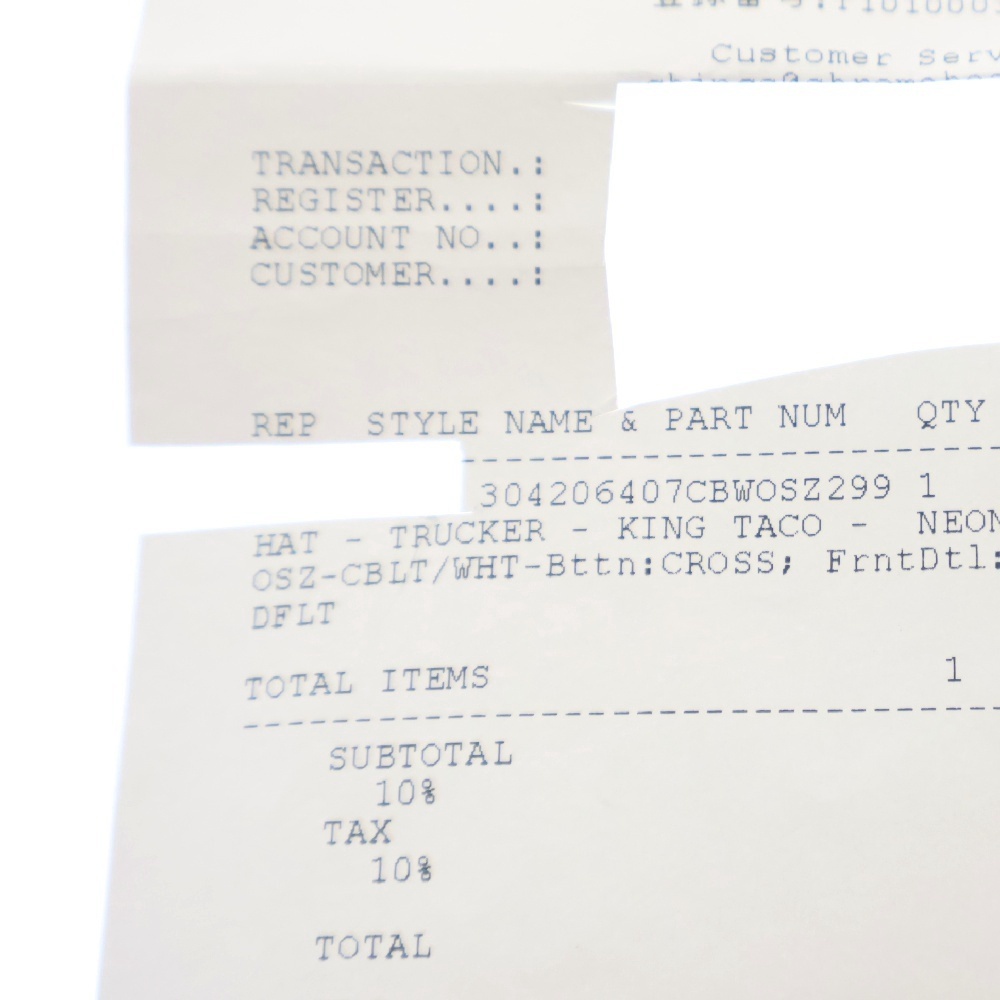 Customer Serv
TRANSACTION.:
REGISTER....:
ACCOUNT NO..:
CUSTOMER....:
REP STYLE NAME & PART NUM QTY
304206407CBWOSZ299 1
HAT - TRUCKER - KING TACO - NEON
OSZ-CBLT/WHT-Bttn:CROSS; FrntDtl:
DFLT
TOTAL ITEMS 1
SUBTOTAL
10%
TAX
10%
TOTAL